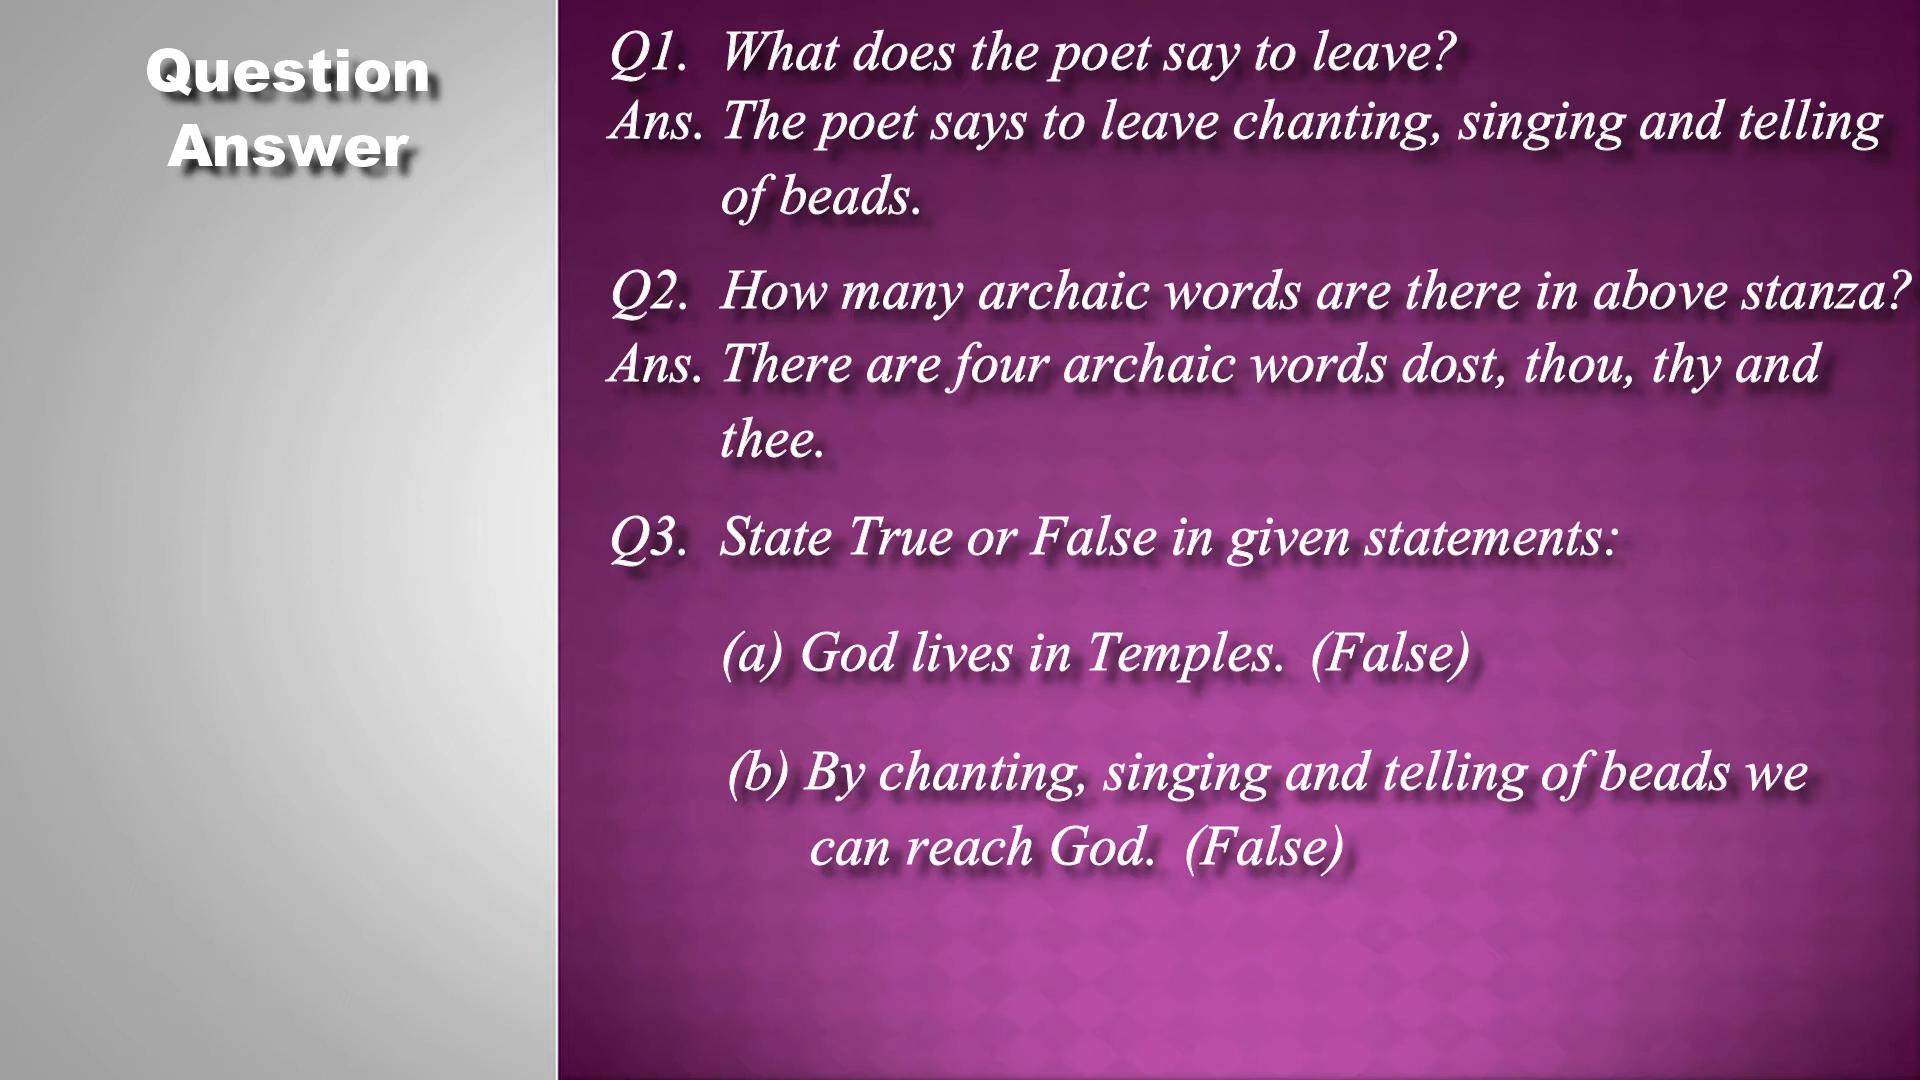 Question
Answer
Q1. What does the poet say to leave?
Ans. The poet says to leave chanting, singing and telling
of beads.
Q2. How many archaic words are there in above stanza?
Ans. There are four archaic words dost, thou, thy and
thee.
Q3. State True or False in given statements:
(a) God lives in Temples. (False)
(b) By chanting, singing and telling of beads we
can reach God. (False)